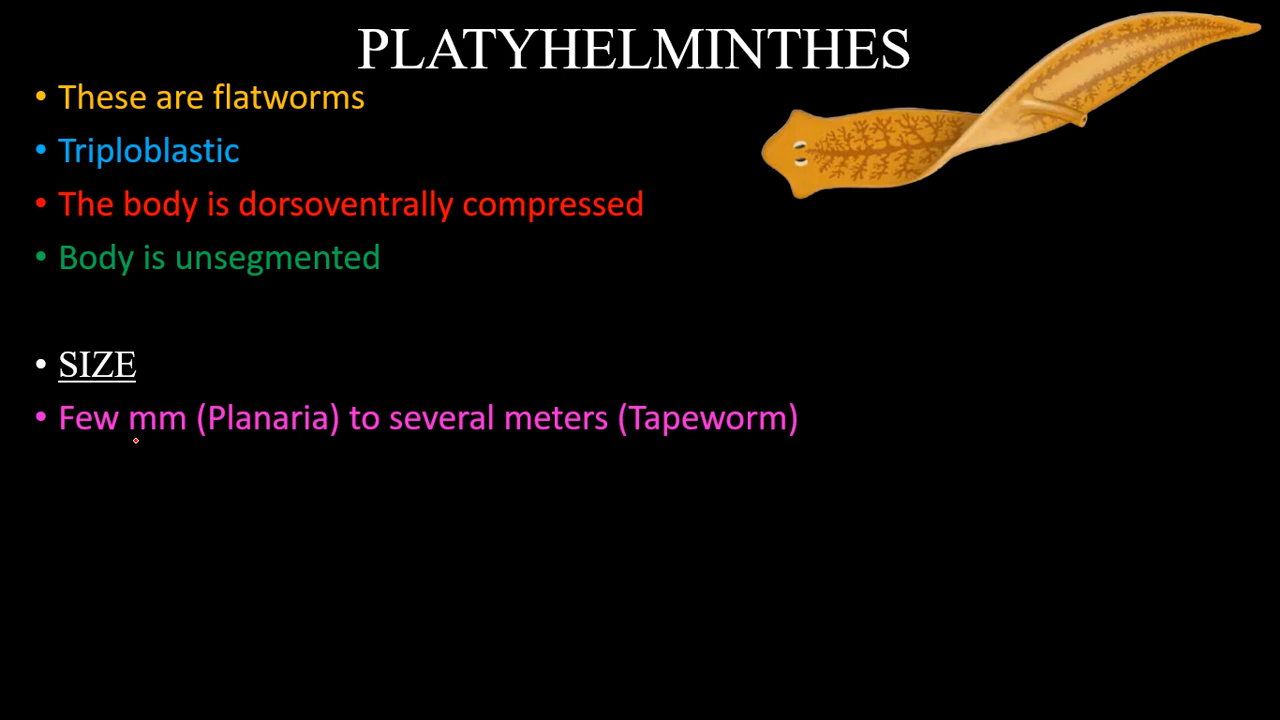 PLATYHELMINTHES
• These are flatworms
• Triploblastic
• The body is dorsoventrally compressed
• Body is unsegmented
• SIZE
• Few mm (Planaria) to several meters (Tapeworm)